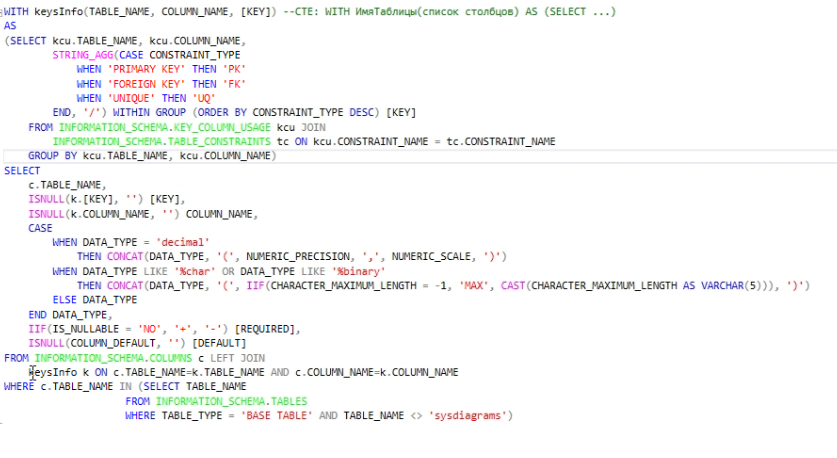 WITH keysInfo(TABLE_NAME, COLUMN_NAME, [KEY]) --CTE: WITH ИмяТаблицы(список столбцов) AS (SELECT ...)
AS
(SELECT kcu.TABLE_NAME, kcu.COLUMN_NAME,
STRING_AGG(CASE CONSTRAINT_TYPE
WHEN 'PRIMARY KEY' THEN 'PK'
WHEN 'FOREIGN KEY' THEN 'FK'
WHEN 'UNIQUE' THEN 'UQ'
END, '/') WITHIN GROUP (ORDER BY CONSTRAINT_TYPE DESC) [KEY]
FROM INFORMATION_SCHEMA.KEY_COLUMN_USAGE kcu JOIN
INFORMATION_SCHEMA.TABLE_CONSTRAINTS tc ON kcu.CONSTRAINT_NAME = tc.CONSTRAINT_NAME
GROUP BY kcu.TABLE_NAME, kcu.COLUMN_NAME)
SELECT
c.TABLE_NAME,
ISNULL(k.[KEY], '') [KEY],
ISNULL(k.COLUMN_NAME, '') COLUMN_NAME,
CASE
WHEN DATA_TYPE = 'decimal'
THEN CONCAT(DATA_TYPE, '(', NUMERIC_PRECISION, ',', NUMERIC_SCALE, ')')
WHEN DATA_TYPE LIKE '%char' OR DATA_TYPE LIKE '%binary'
THEN CONCAT(DATA_TYPE, '(', IIF(CHARACTER_MAXIMUM_LENGTH = -1, 'MAX', CAST(CHARACTER_MAXIMUM_LENGTH AS VARCHAR(5))), ')')
ELSE DATA_TYPE
END DATA_TYPE,
IIF(IS_NULLABLE = 'NO', '+', '-') [REQUIRED],
ISNULL(COLUMN_DEFAULT, '') [DEFAULT]
FROM INFORMATION_SCHEMA.COLUMNS c LEFT JOIN
keysInfo k ON c.TABLE_NAME=k.TABLE_NAME AND c.COLUMN_NAME=k.COLUMN_NAME
WHERE c.TABLE_NAME IN (SELECT TABLE_NAME
FROM INFORMATION_SCHEMA.TABLES
WHERE TABLE_TYPE = 'BASE TABLE' AND TABLE_NAME <> 'sysdiagrams')